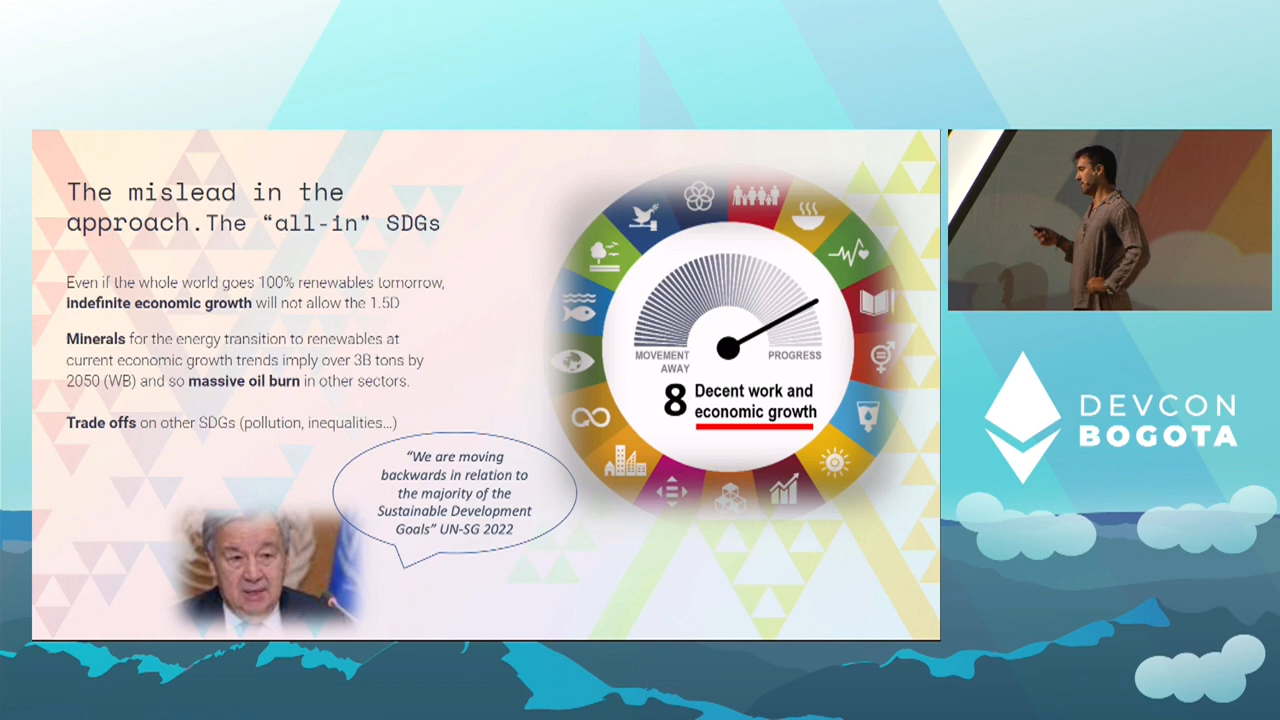 The mislead in the
approach.The “all-in” SDGs
Even if the whole world goes 100% renewables tomorrow,
indefinite economic growth will not allow the 1.5D
Minerals for the energy transition to renewables at
current economic growth trends imply over 3B tons by
2050 (WB) and so massive oil burn in other sectors.
Trade offs on other SDGs (pollution, inequalities...)
“We are moving
backwards in relation to
the majority of the
Sustainable Development
Goals” UN-SG 2022
MOVEMENT
AWAY
PROGRESS
8 Decent work and
economic growth
DEVCON
BOGOTA